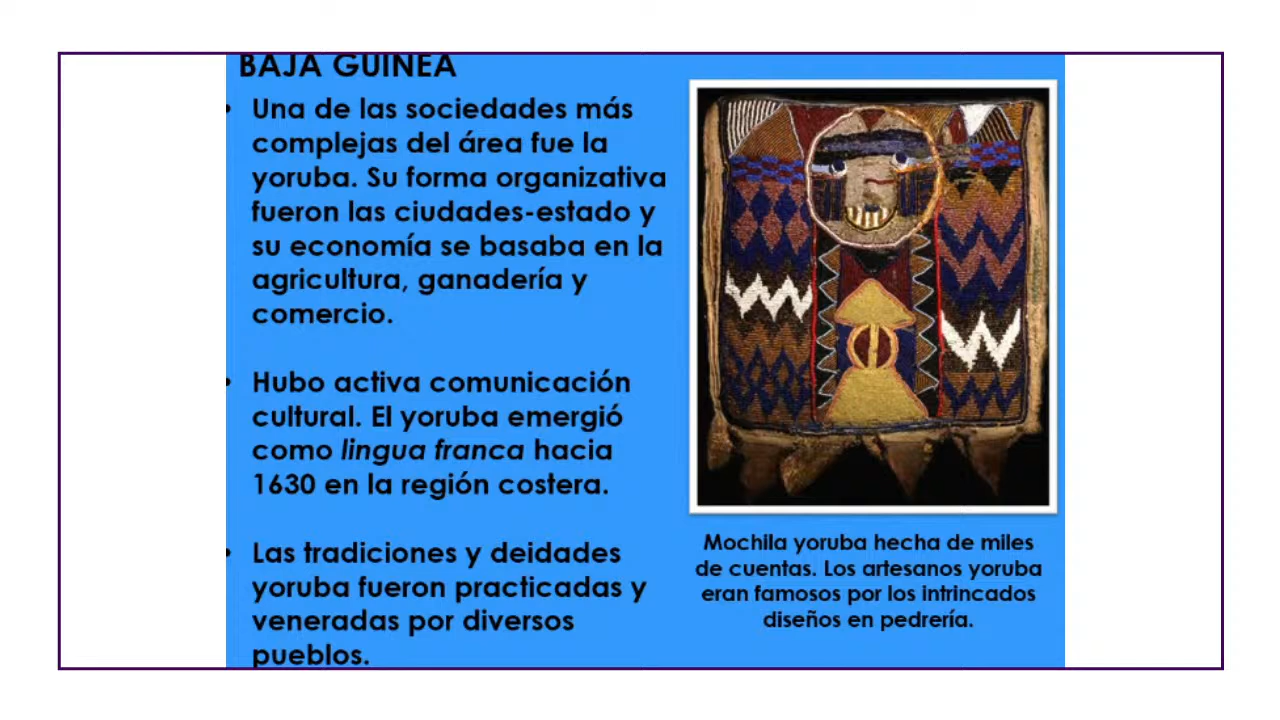 BAJA GUINEA
• Una de las sociedades más
complejas del área fue la
yoruba. Su forma organizativa
fueron las ciudades-estado y
su economía se basaba en la
agricultura, ganadería y
comercio.
• Hubo activa comunicación
cultural. El yoruba emergió
como lingua franca hacia
1630 en la región costera.
• Las tradiciones y deidades
yoruba fueron practicadas y
veneradas por diversos
pueblos.
Mochila yoruba hecha de miles
de cuentas. Los artesanos yoruba
eran famosos por los intrincados
diseños en pedrería.